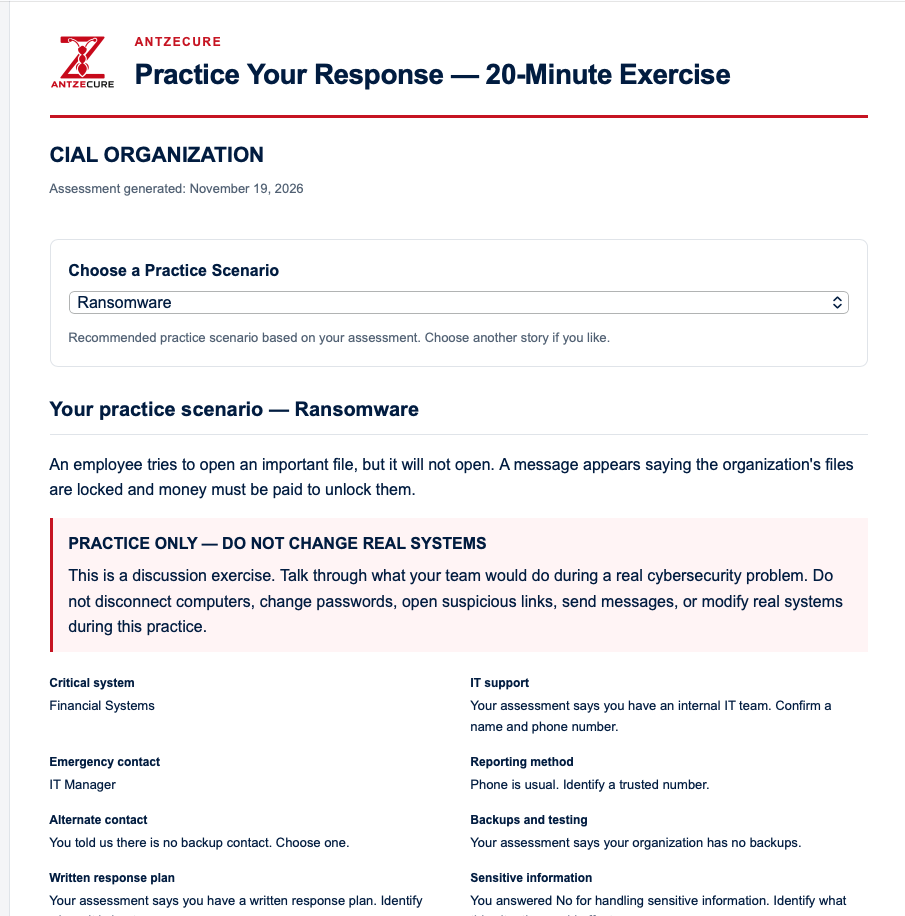 ANTZECURE
ANTZECURE
Practice Your Response — 20-Minute Exercise
CIAL ORGANIZATION
Assessment generated: November 19, 2026
Choose a Practice Scenario
Ransomware
Recommended practice scenario based on your assessment. Choose another story if you like.
Your practice scenario — Ransomware
An employee tries to open an important file, but it will not open. A message appears saying the organization's files
are locked and money must be paid to unlock them.
PRACTICE ONLY — DO NOT CHANGE REAL SYSTEMS
This is a discussion exercise. Talk through what your team would do during a real cybersecurity problem. Do
not disconnect computers, change passwords, open suspicious links, send messages, or modify real systems
during this practice.
Critical system
Financial Systems
IT support
Your assessment says you have an internal IT team. Confirm a
name and phone number.
Emergency contact
IT Manager
Reporting method
Phone is usual. Identify a trusted number.
Alternate contact
You told us there is no backup contact. Choose one.
Backups and testing
Your assessment says your organization has no backups.
Written response plan
Your assessment says you have a written response plan. Identify
Sensitive information
You answered No for handling sensitive information. Identify what